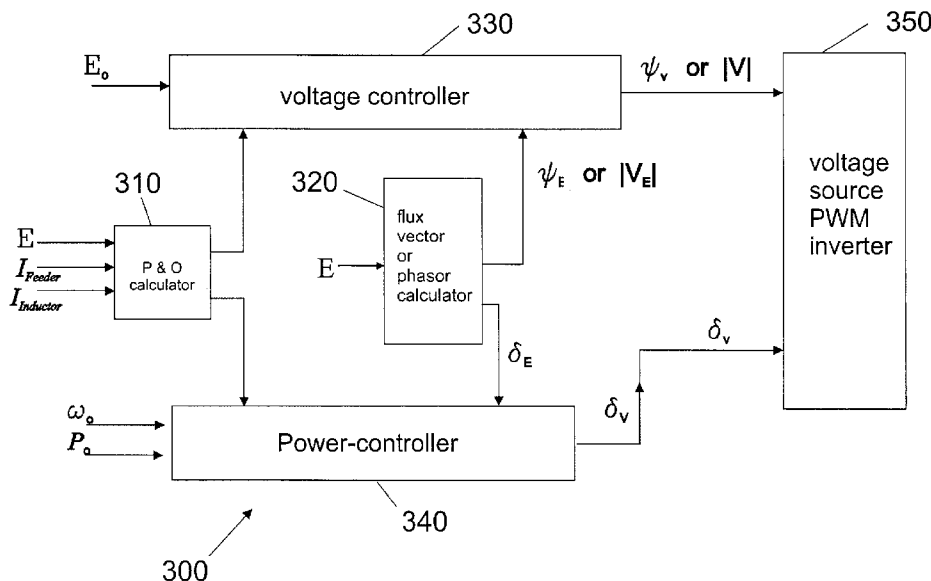 330
350
E₀
voltage controller
ψᵥ or |V|
310
320
ψ_E or |V_E|
voltage
source
PWM
inverter
E
I_Feeder
I_Inductor
P & O
calculator
E
flux
vector
or
phasor
calculator
δ_E
δ_V
δ_V
ω₀
P₀
Power-controller
340
300